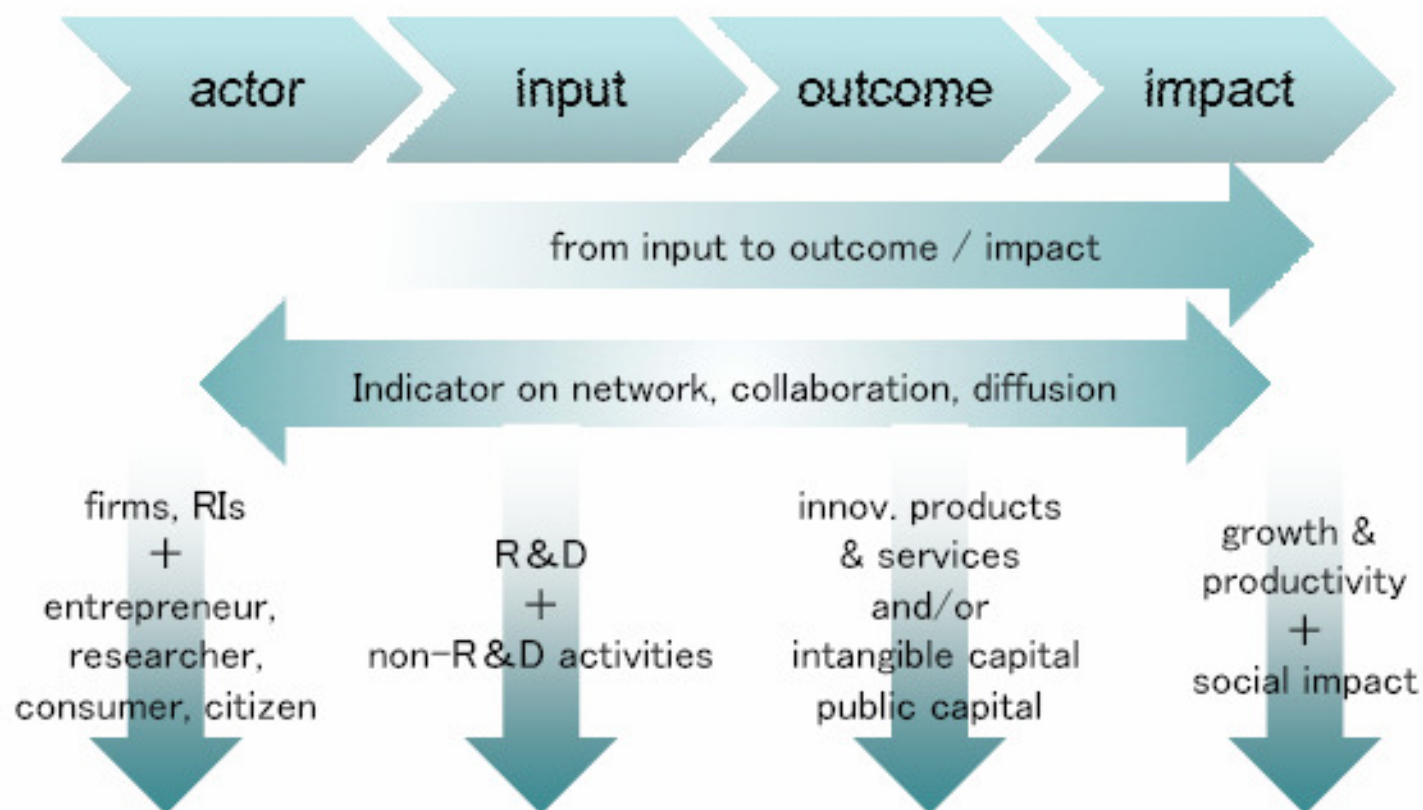 actor
input
outcome
impact
from input to outcome / impact
Indicator on network, collaboration, diffusion
firms, RIs
+
entrepreneur,
researcher,
consumer, citizen
R&D
+
non-R&D activities
innov. products
& services
and/or
intangible capital
public capital
growth &
productivity
+
social impact